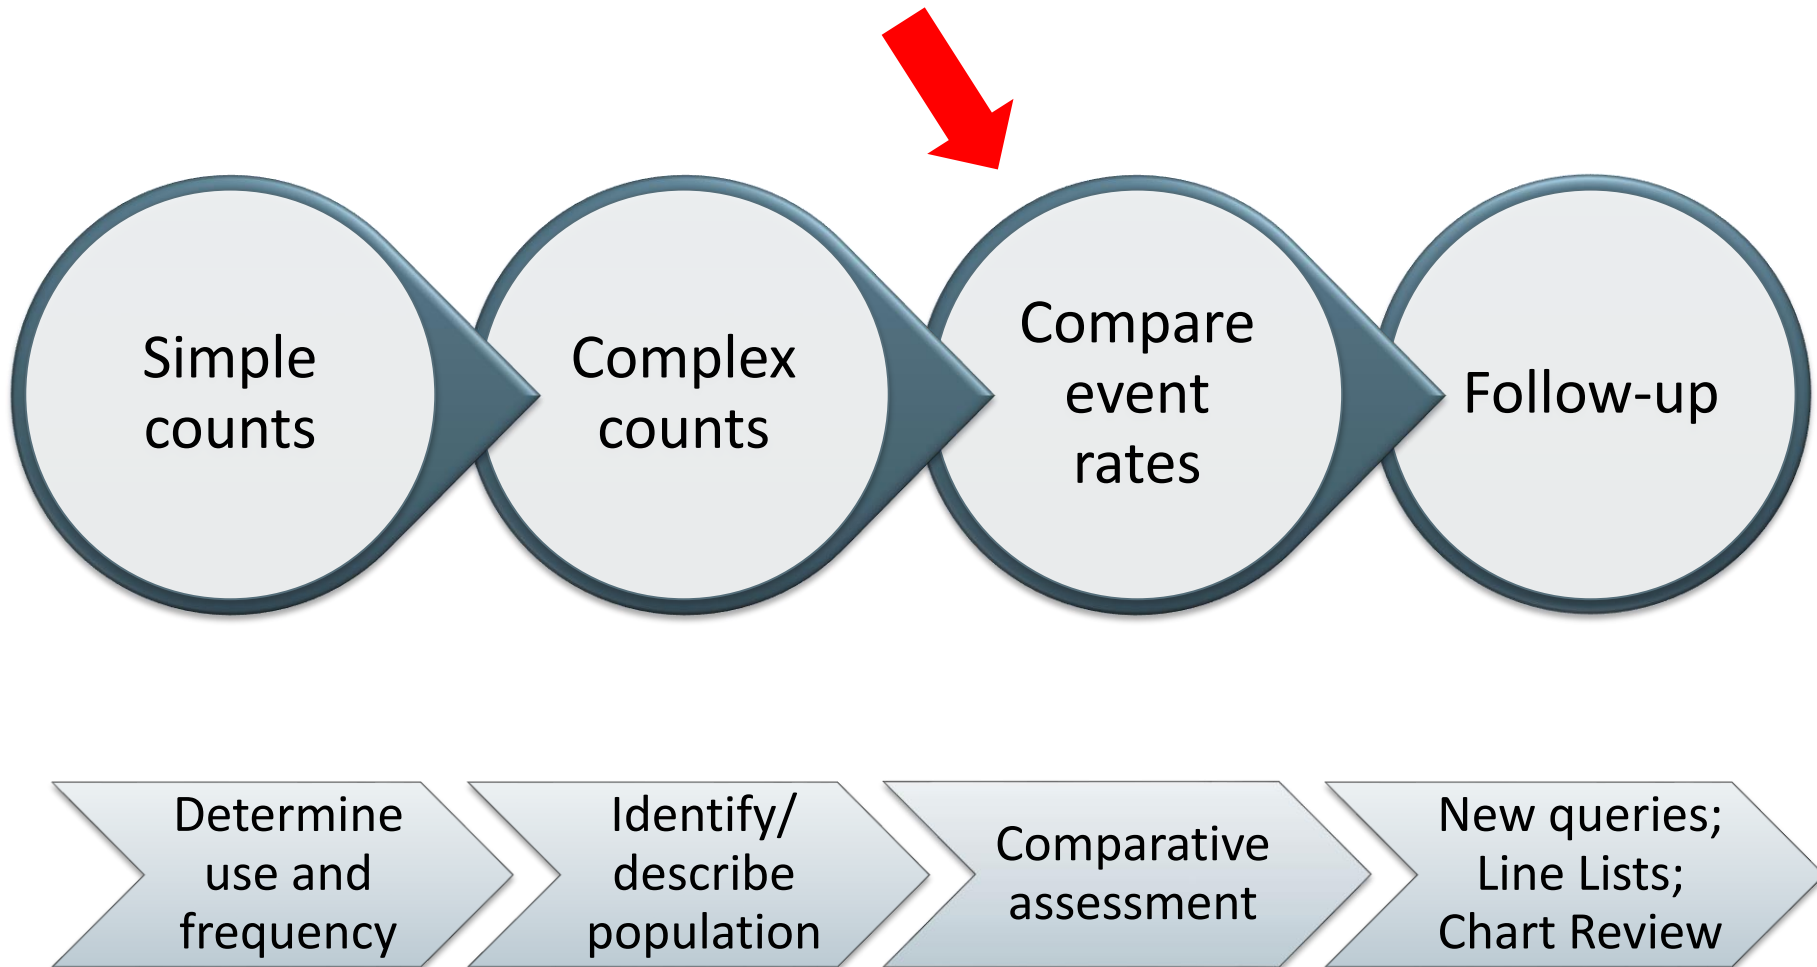 Simple
counts
Complex
counts
Compare
event
rates
Follow-up
Determine
use and
frequency
Identify/
describe
population
Comparative
assessment
New queries;
Line Lists;
Chart Review